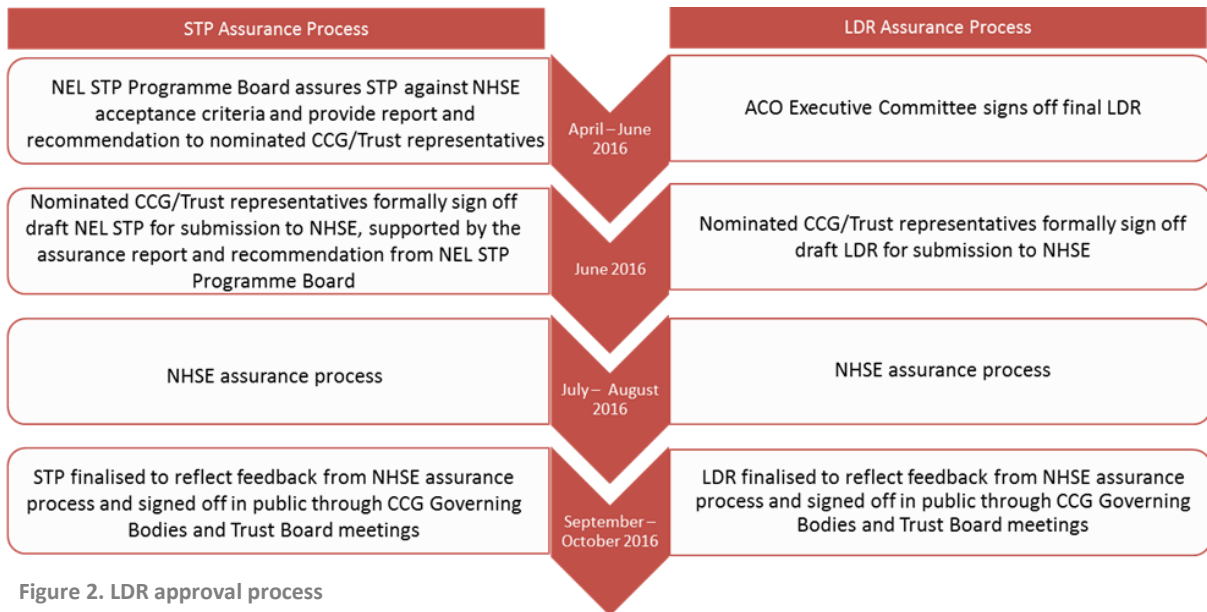 STP Assurance Process
LDR Assurance Process
NEL STP Programme Board assures STP against NHSE
acceptance criteria and provide report and
recommendation to nominated CCG/Trust representatives
April – June
2016
ACO Executive Committee signs off final LDR
Nominated CCG/Trust representatives formally sign off
draft NEL STP for submission to NHSE, supported by the
assurance report and recommendation from NEL STP
Programme Board
June 2016
Nominated CCG/Trust representatives formally sign off
draft LDR for submission to NHSE
NHSE assurance process
July – August
2016
NHSE assurance process
STP finalised to reflect feedback from NHSE assurance
process and signed off in public through CCG Governing
Bodies and Trust Board meetings
September –
October 2016
LDR finalised to reflect feedback from NHSE assurance
process and signed off in public through CCG Governing
Bodies and Trust Board meetings
Figure 2. LDR approval process